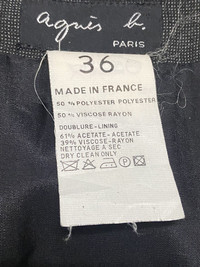 agnès b.
PARIS
36
MADE IN FRANCE
50 % POLYESTER POLYESTER
50 % VISCOSE RAYON
DOUBLURE - LINING
61% ACETATE - ACETATE
39% VISCOSE - RAYON
NETTOYAGE A SEC
DRY CLEAN ONLY